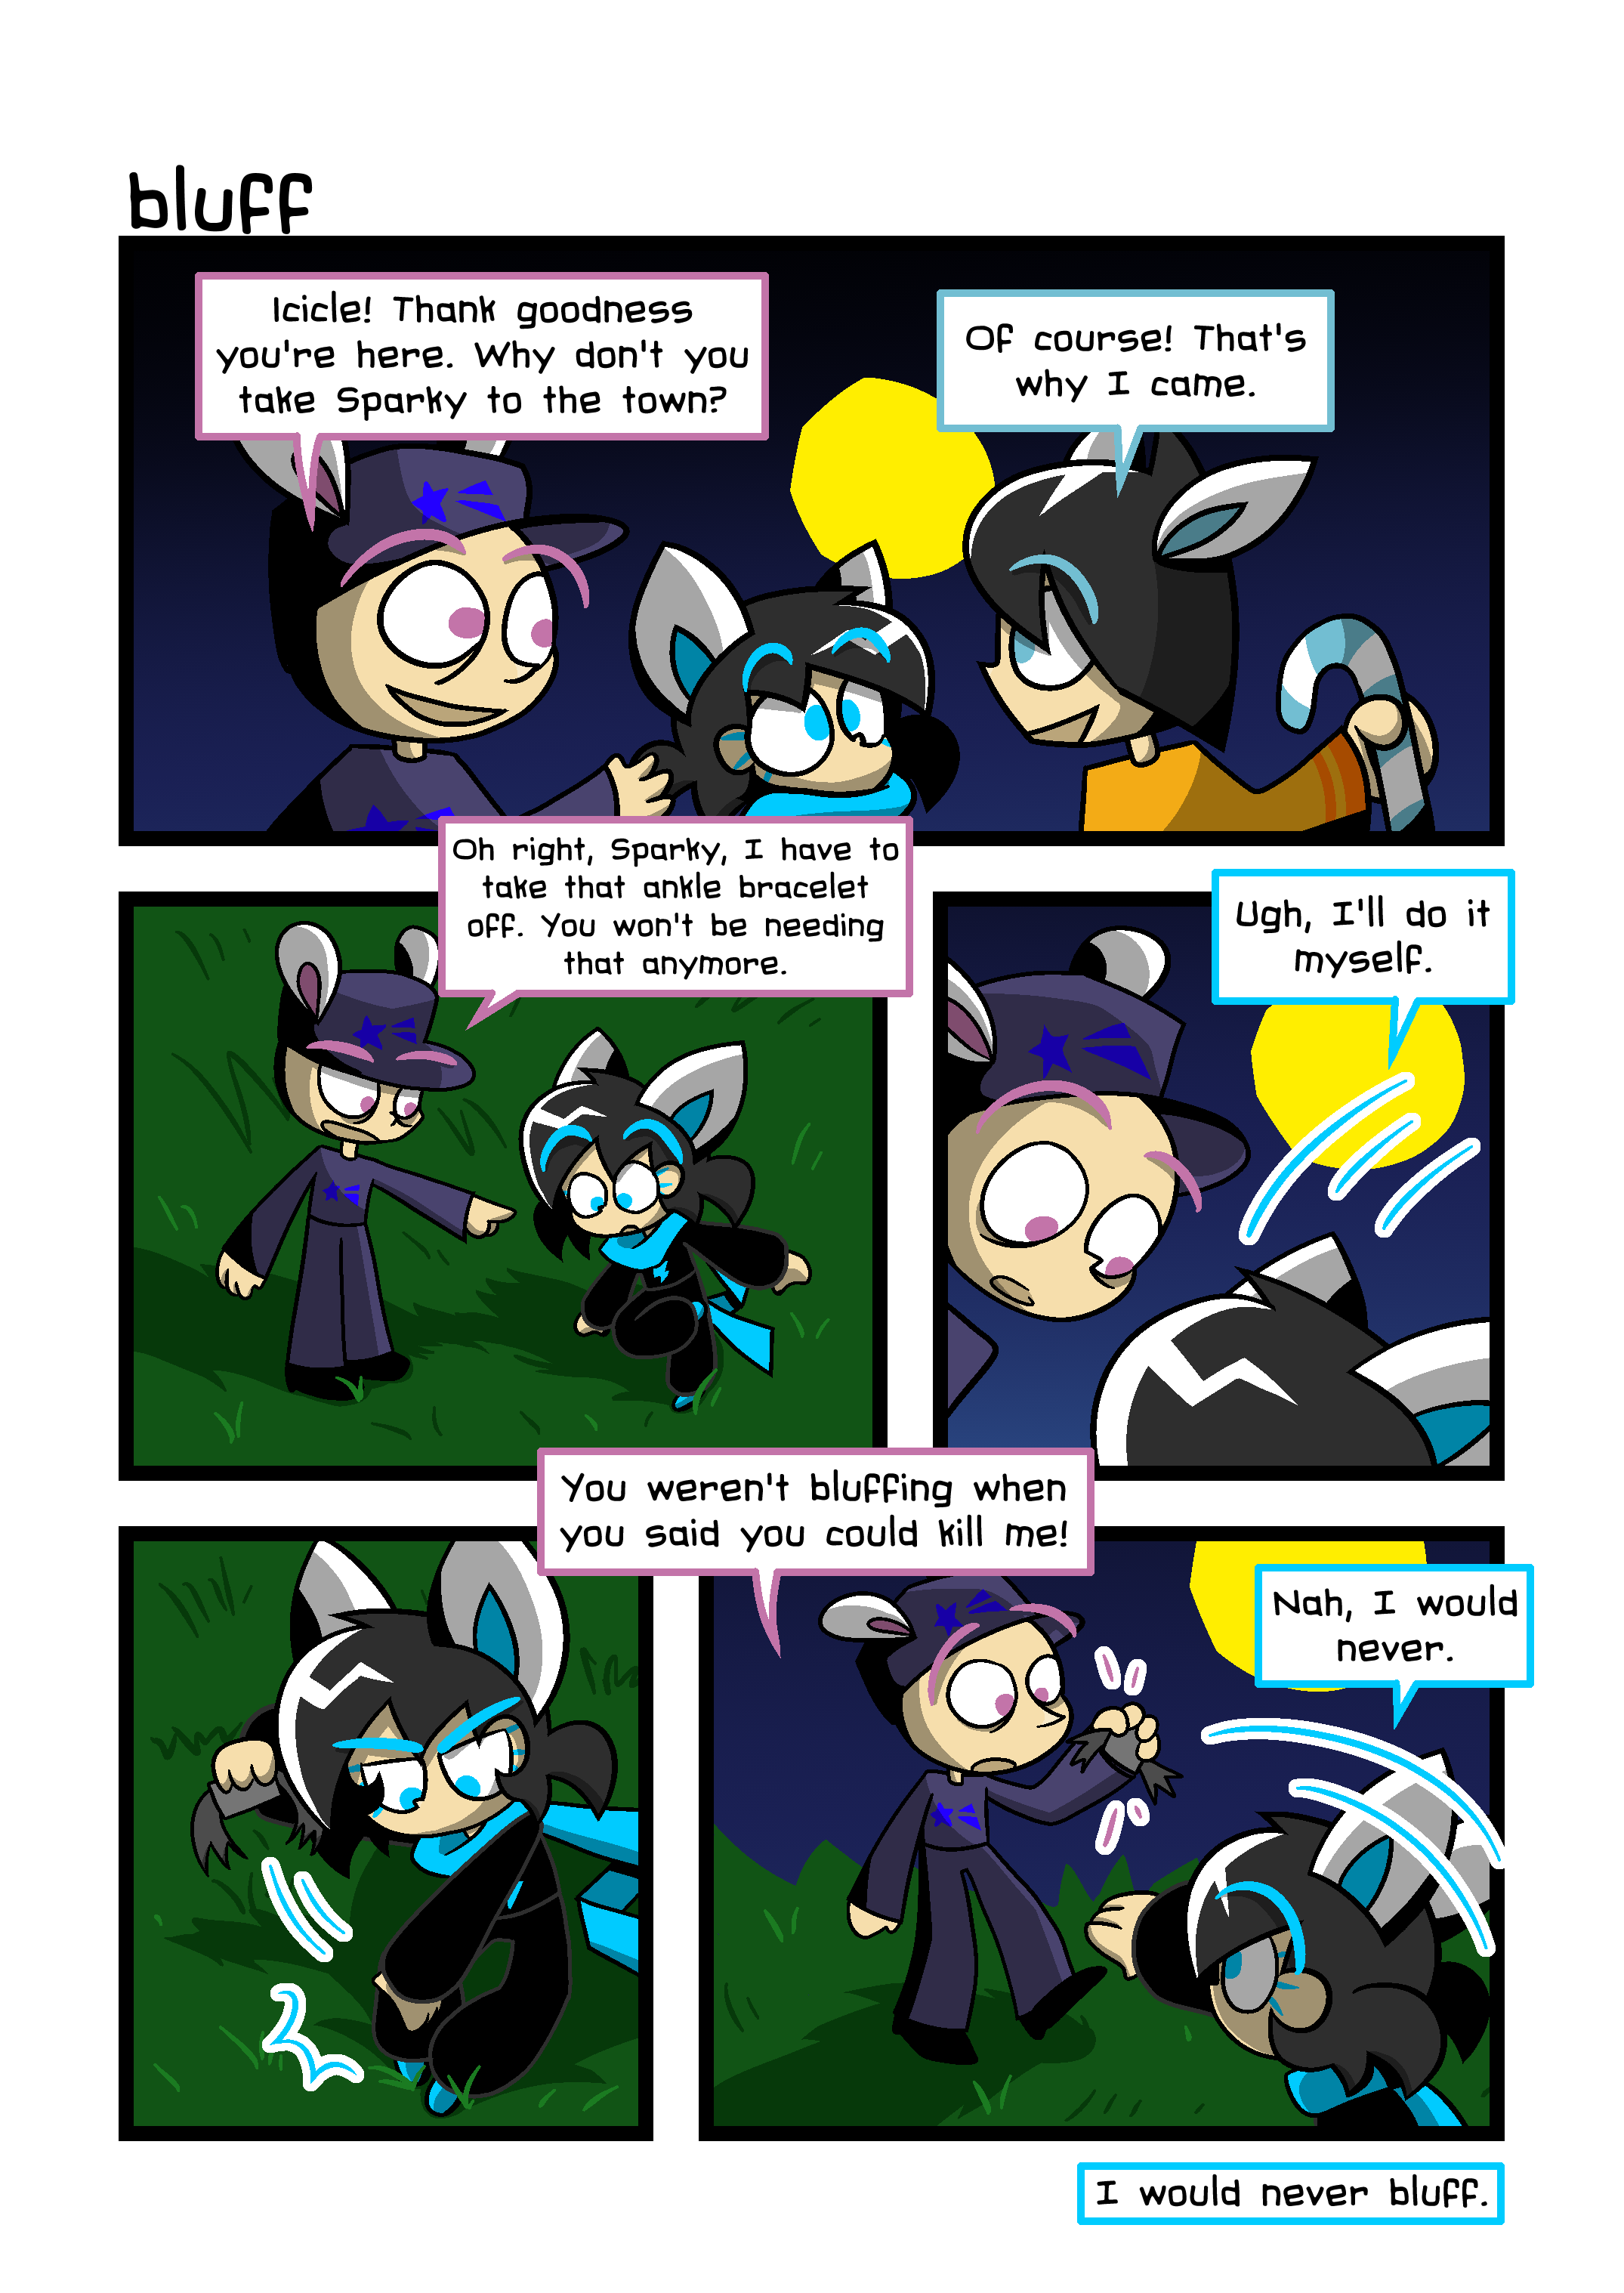 bluff
Icicle! Thank goodness
you're here. Why don't you
take Sparky to the town?
Of course! That's
why I came.
Oh right, Sparky, I have to
take that ankle bracelet
off. You won't be needing
that anymore.
Ugh, I'll do it
myself.
You weren't bluffing when
you said you could kill me!
Nah, I would
never.
I would never bluff.